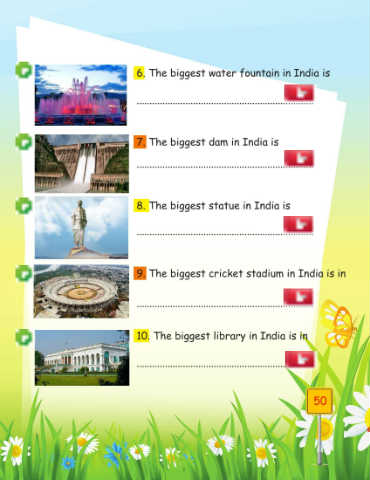 6. The biggest water fountain in India is
7. The biggest dam in India is
8. The biggest statue in India is
9. The biggest cricket stadium in India is in
10. The biggest library in India is in
50